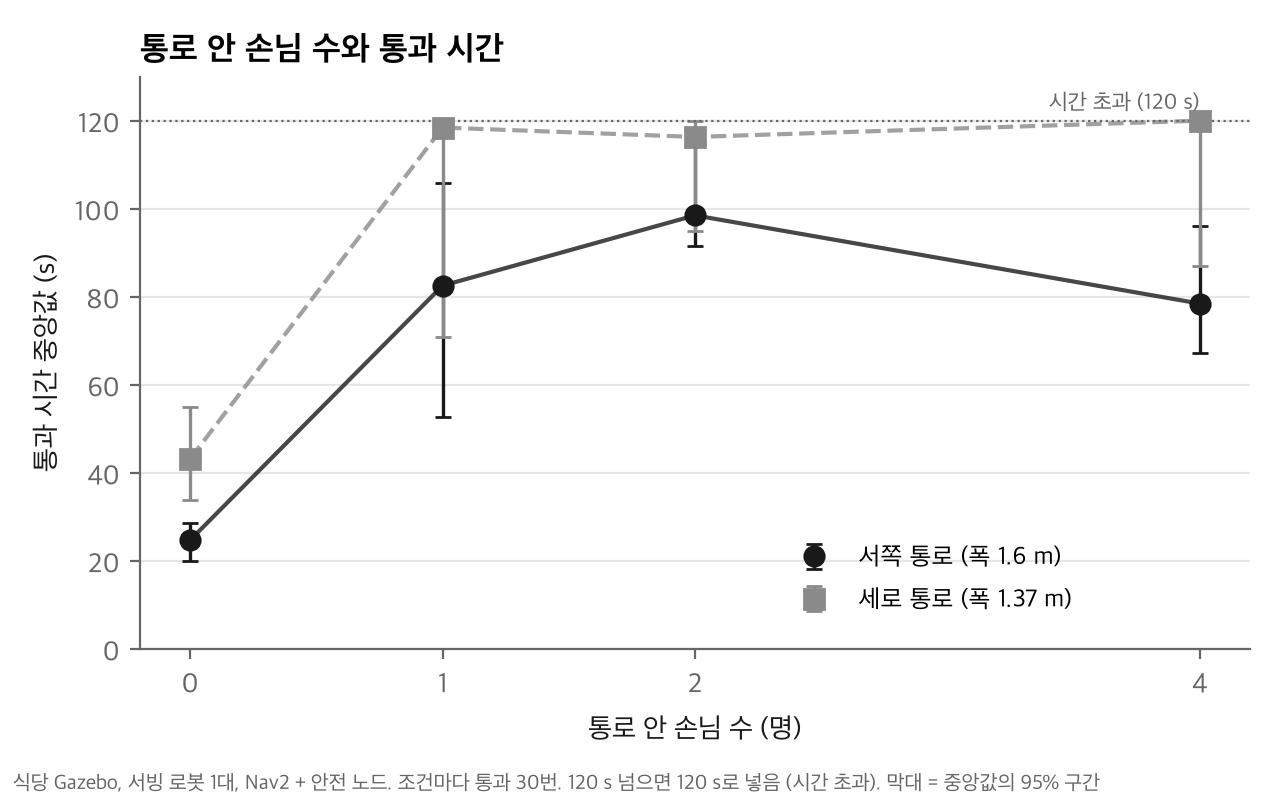 통로 안 손님 수와 통과 시간
시간 초과 (120 s)
통과 시간 중앙값 (s)
120
100
80
60
40
20
0
서쪽 통로 (폭 1.6 m)
세로 통로 (폭 1.37 m)
0 1 2 4
통로 안 손님 수 (명)
식당 Gazebo, 서빙 로봇 1대, Nav2 + 안전 노드. 조건마다 통과 30번. 120 s 넘으면 120 s로 넣음 (시간 초과). 막대 = 중앙값의 95% 구간